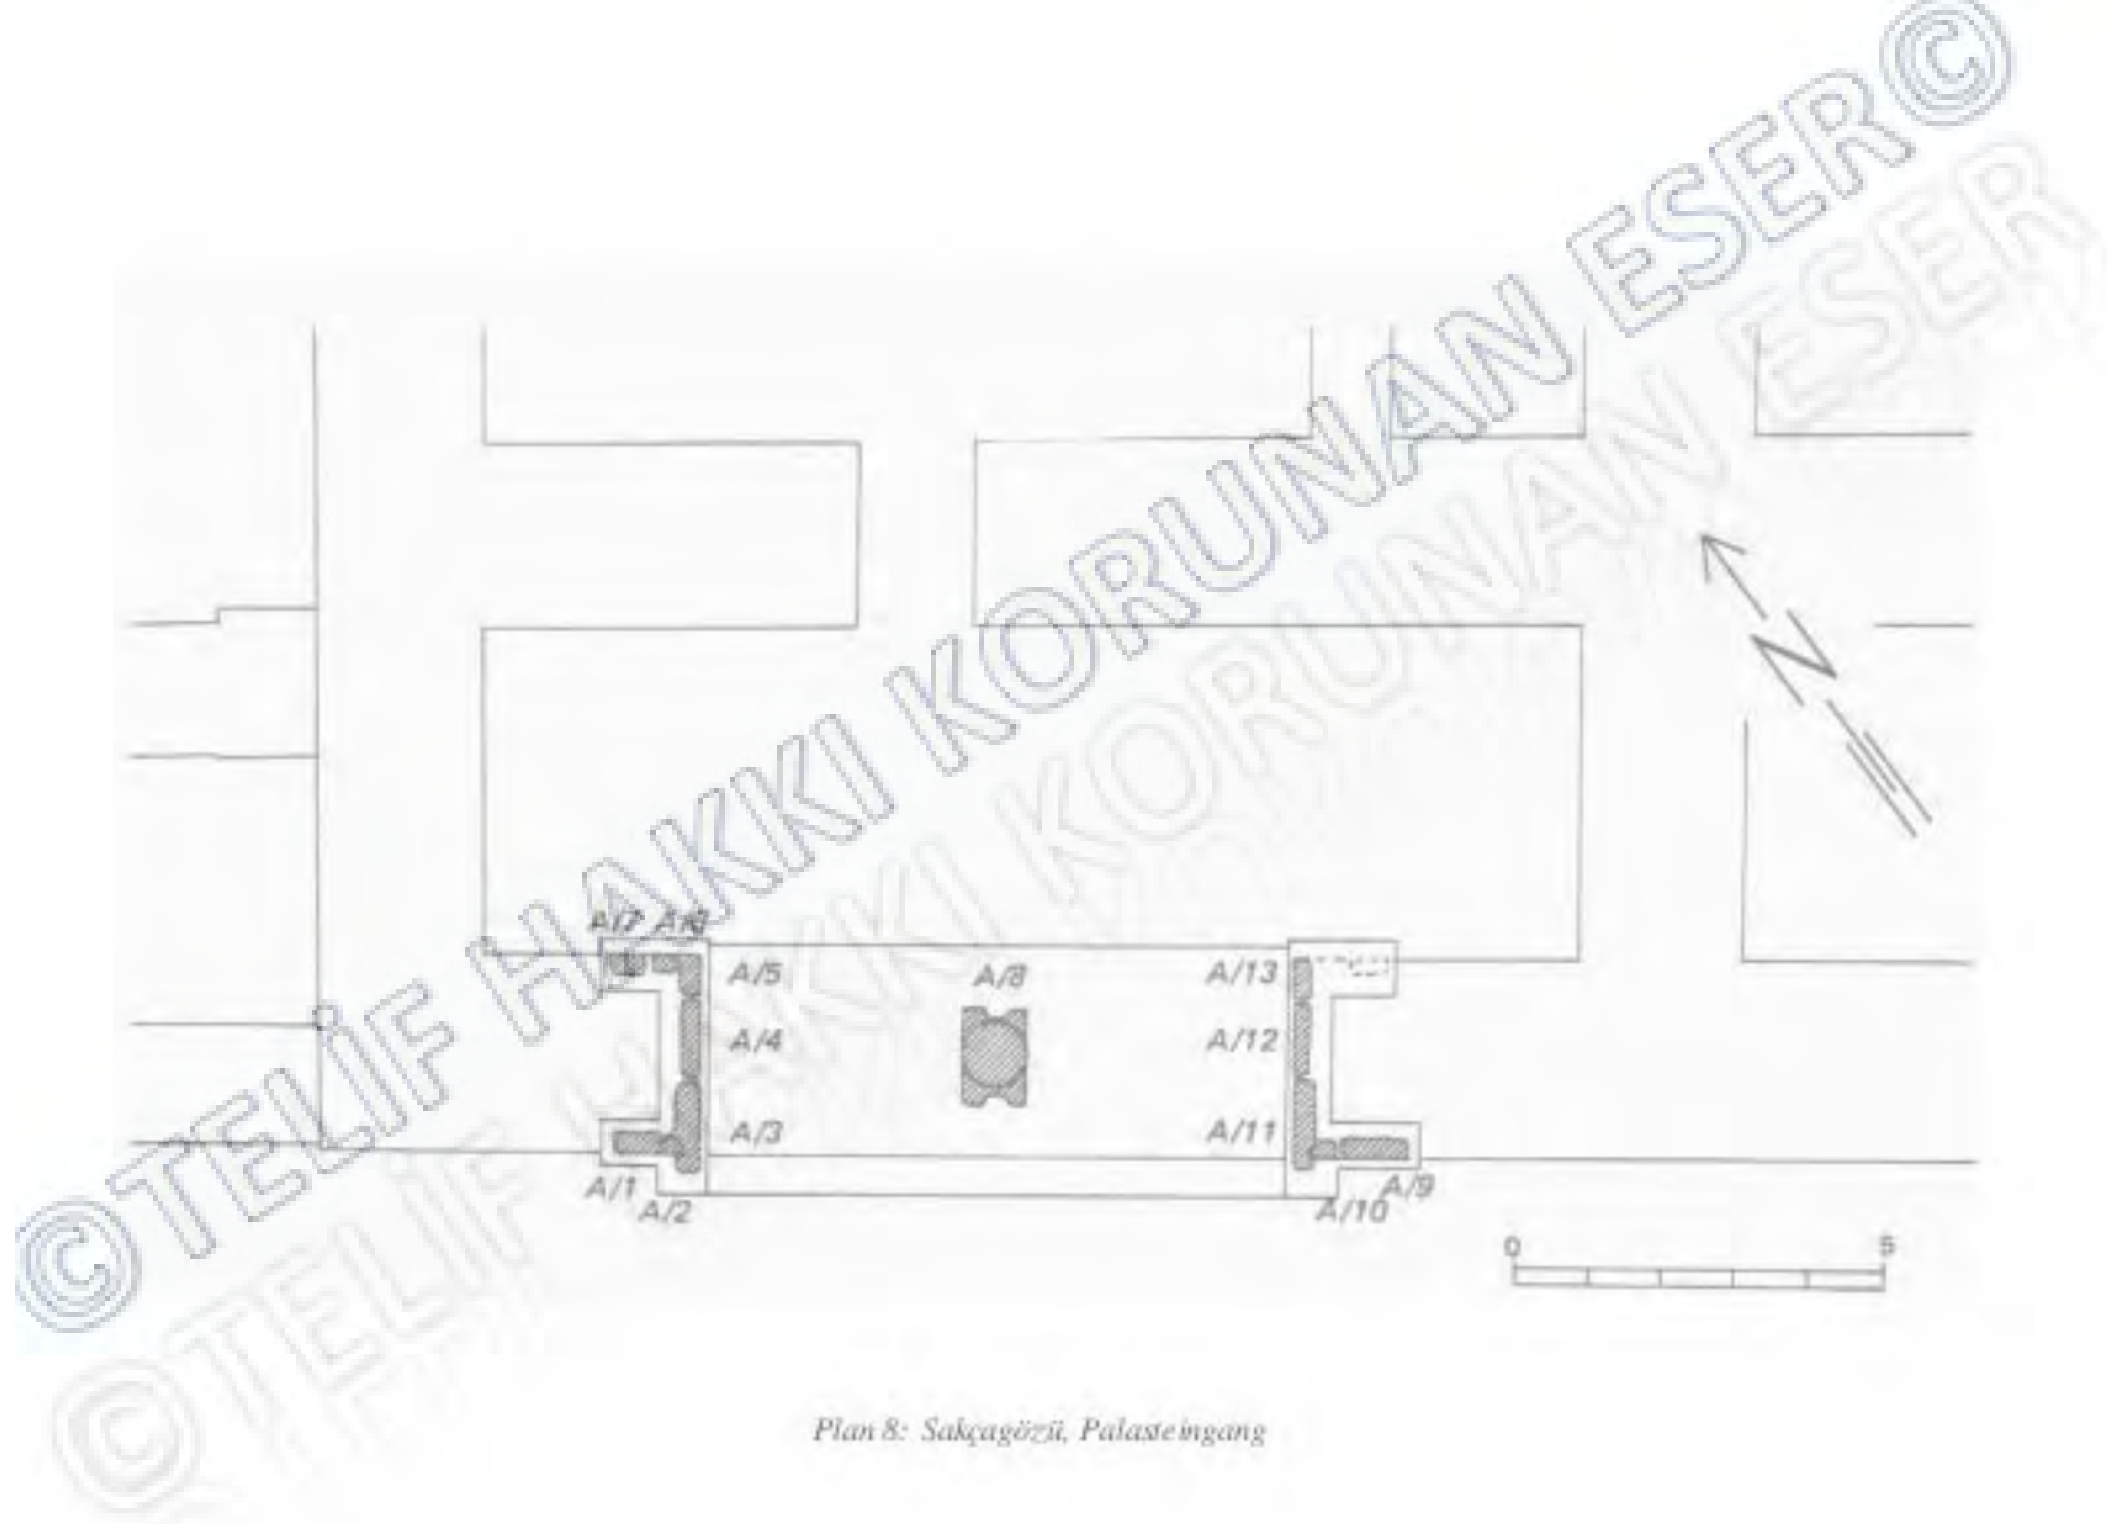 ©TELİF HAKKI KORUNAN ESER©
©TELİF HAKKI KORUNAN ESER
N
A/7 A/6
A/5 A/8 A/13
A/4 A/12
A/3 A/11
A/1 A/9
A/2 A/10
0 5
Plan 8: Sakçagözü, Palasteingang